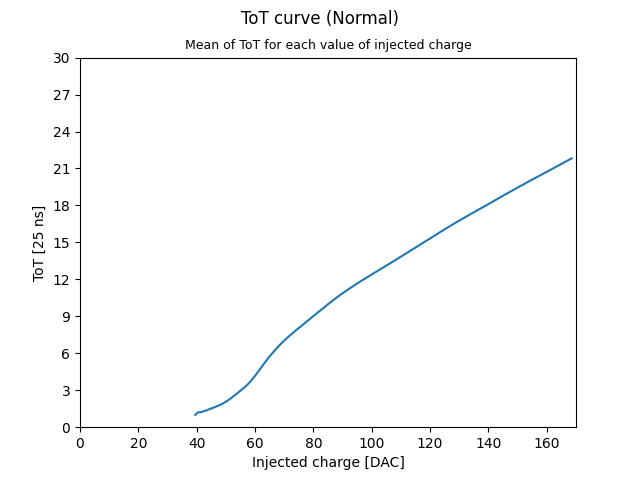 ToT curve (Normal)
Mean of ToT for each value of injected charge
30
27
24
21
18
15
12
9
6
3
0
ToT [25 ns]
0 20 40 60 80 100 120 140 160
Injected charge [DAC]